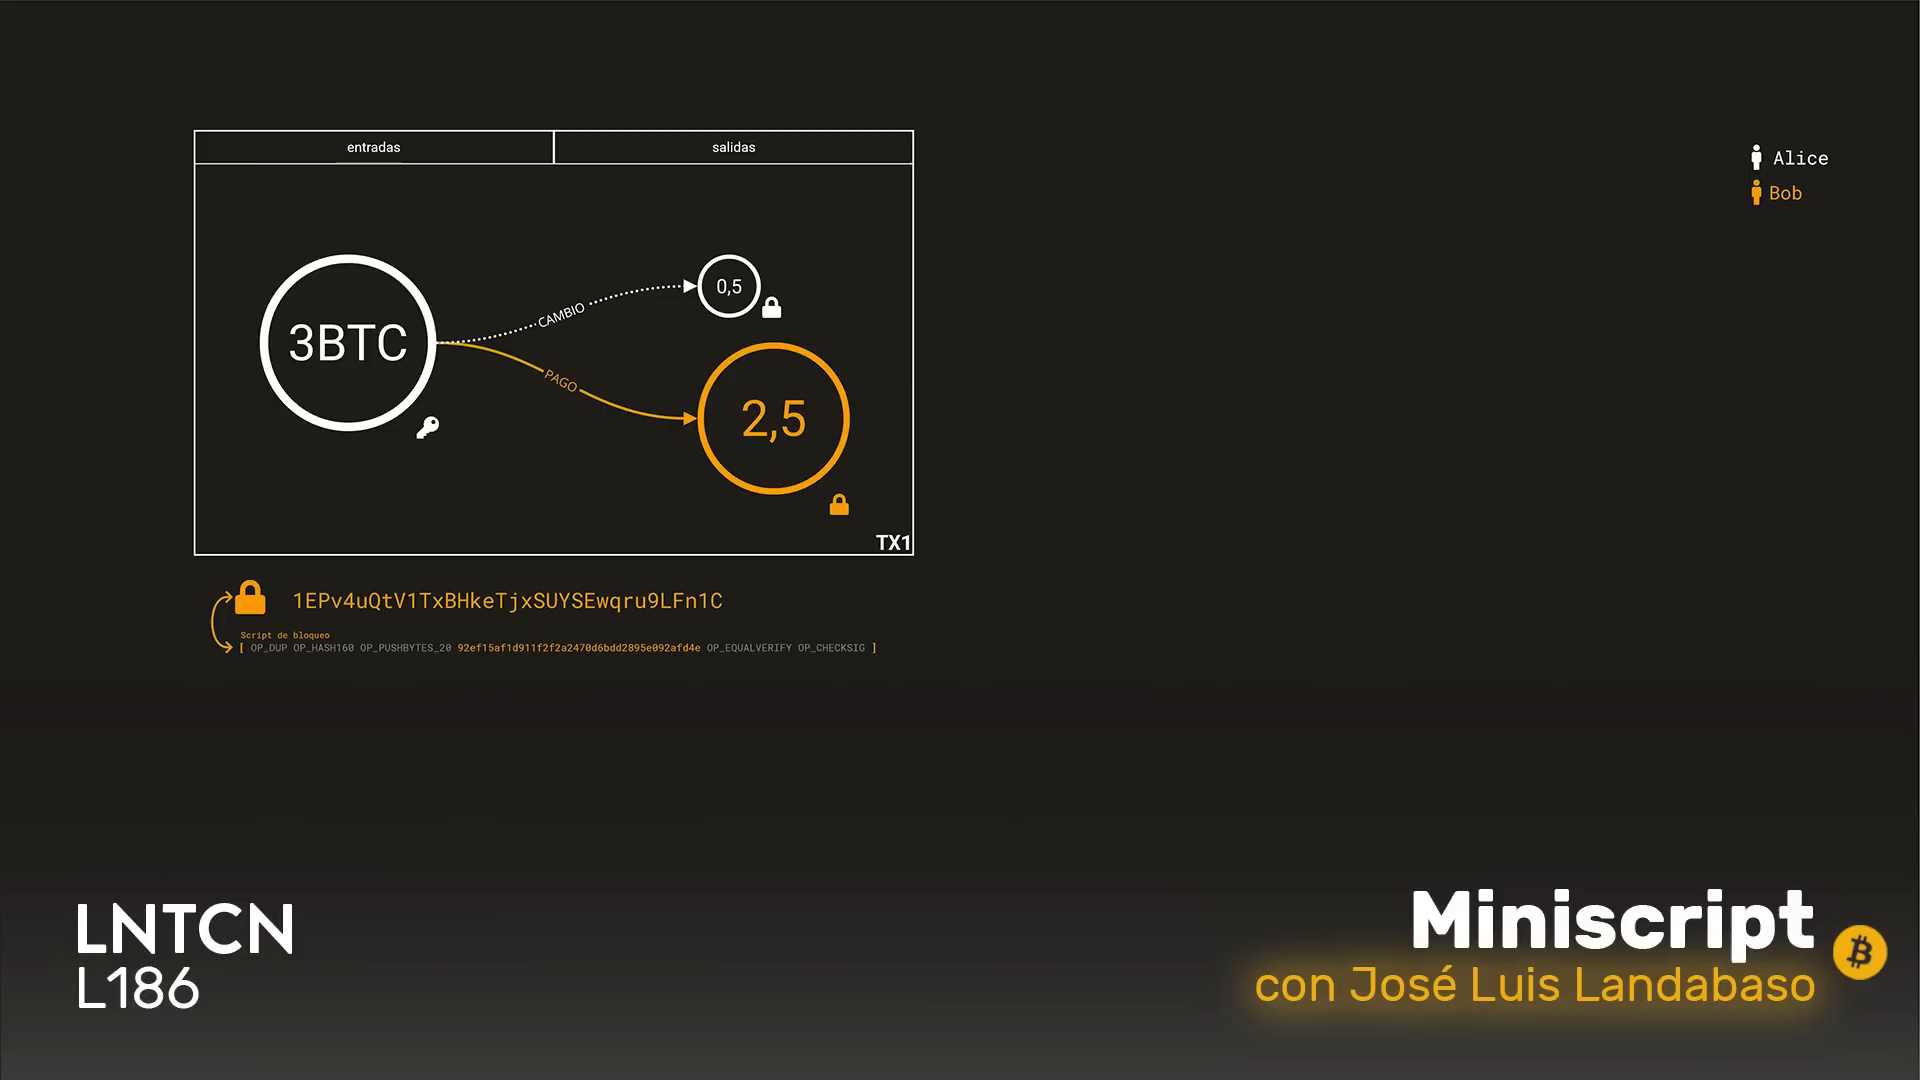 entradas
salidas
Alice
Bob
3BTC
CAMBIO
0,5
PAGO
2,5
TX1
1EPv4uQtV1TxBHkeTjxSUYSEwqru9LFn1C
Script de bloqueo
[ OP_DUP OP_HASH160 OP_PUSHBYTES_20 92ef15af1d911f2f2a2470d6bdd2895e092afd4e OP_EQUALVERIFY OP_CHECKSIG ]
LNTCN
L186
Miniscript
con José Luis Landabaso